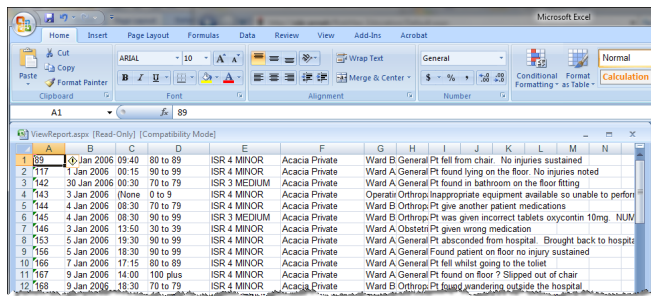 Microsoft Excel
Home Insert Page Layout Formulas Data Review View Add-Ins Acrobat
Cut
Copy
Format Painter
Paste
ARIAL 10 A A
B I U A
Wrap Text
Merge & Center
General
$ % ,
Conditional Formatting
Format as Table
Normal
Calculation
Clipboard Font Alignment Number
A1 fx 89
ViewReport.aspx [Read-Only] [Compatibility Mode]
A B C D E F G H I J K L M N
1 89 Jan 2006 09:40 80 to 89 ISR 4 MINOR Acacia Private Ward B General Pt fell from chair. No injuries sustained
2 117 1 Jan 2006 00:15 90 to 99 ISR 4 MINOR Acacia Private Ward A General Pt found lying on the floor. No injuries noted
3 142 30 Jan 2006 00:30 70 to 79 ISR 3 MEDIUM Acacia Private Ward A General Pt found in bathroom on the floor fitting
4 143 3 Jan 2006 (None 0 to 9 ISR 4 MINOR Acacia Private Operatin Orthopa Inappropriate equipment available so unable to perfor
5 144 4 Jan 2006 08:30 70 to 79 ISR 4 MINOR Acacia Private Ward B Orthopa Pt give another patient medications
6 145 4 Jan 2006 08:30 90 to 99 ISR 3 MEDIUM Acacia Private Ward B Orthopa Pt was given incorrect tablets oxycontin 10mg. NUM
7 146 3 Jan 2006 13:50 30 to 39 ISR 4 MINOR Acacia Private Ward A Obstetri Pt given wrong medication
8 153 5 Jan 2006 19:30 90 to 99 ISR 4 MINOR Acacia Private Ward A General Pt absconded from hospital. Brought back to hospita
9 156 5 Jan 2006 18:30 90 to 99 ISR 4 MINOR Acacia Private Ward A General Found patient on floor no injury sustained
10 166 7 Jan 2006 17:15 80 to 89 ISR 4 MINOR Acacia Private Ward A General Pt fell whilst going to the toliet
11 167 9 Jan 2006 14:00 100 plus ISR 4 MINOR Acacia Private Ward A General Pt found on floor ? Slipped out of chair
12 168 9 Jan 2006 18:30 70 to 79 ISR 4 MINOR Acacia Private Ward B Orthopa Pt found wandering outside the hospital